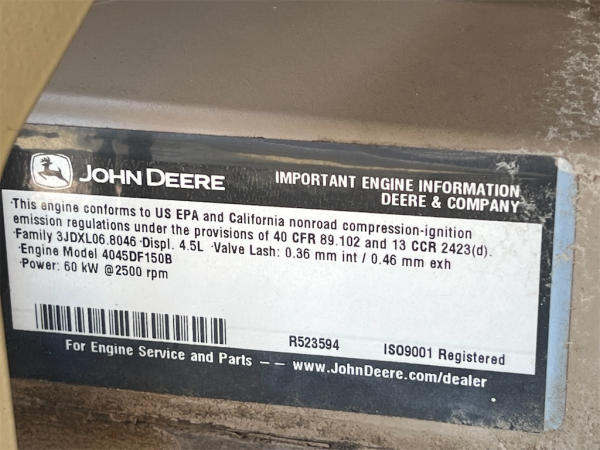 JOHN DEERE
IMPORTANT ENGINE INFORMATION
DEERE & COMPANY
·This engine conforms to US EPA and California nonroad compression-ignition
emission regulations under the provisions of 40 CFR 89.102 and 13 CCR 2423(d).
·Family 3JDXL06.8046 ·Displ. 4.5L ·Valve Lash: 0.36 mm int / 0.46 mm exh
·Engine Model 4045DF150B
·Power: 60 kW @2500 rpm
R523594 ISO9001 Registered
For Engine Service and Parts –– www.JohnDeere.com/dealer